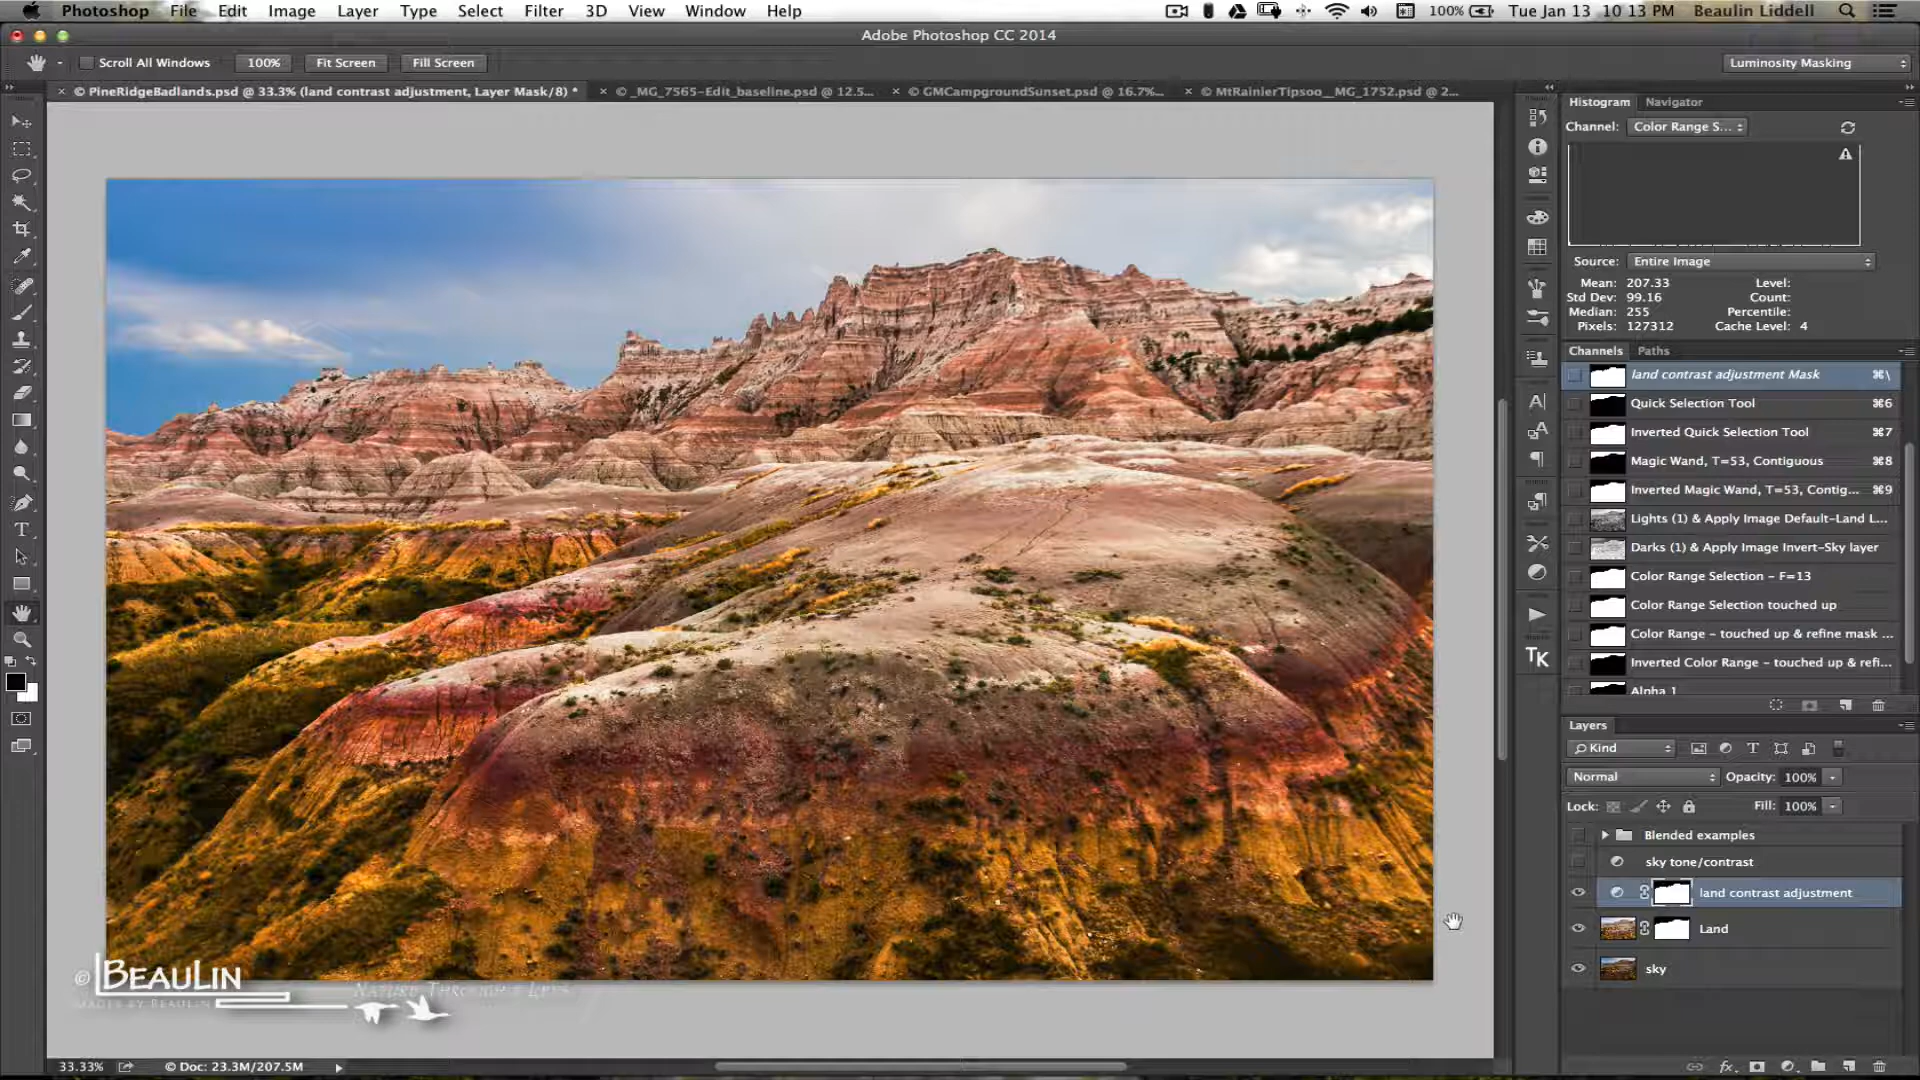 Photoshop File Edit Image Layer Type Select Filter 3D View Window Help 100% Tue Jan 13 10:13 PM Beaulin Liddell
Adobe Photoshop CC 2014
Scroll All Windows 100% Fit Screen Fill Screen Luminosity Masking
© PineRidgeBadlands.psd @ 33.3% (land contrast adjustment, Layer Mask/8) * © _MG_7565-Edit_baseline.psd @ 12.5... © GMCampgroundSunset.psd @ 16.7%... © MtRainierTipsoo__MG_1752.psd @ 2...
Histogram Navigator
Channel: Color Range S...
Source: Entire Image
Mean: 207.33 Level:
Std Dev: 99.16 Count:
Median: 255 Percentile:
Pixels: 127312 Cache Level: 4
Channels Paths
land contrast adjustment Mask ⌘\
Quick Selection Tool ⌘6
Inverted Quick Selection Tool ⌘7
Magic Wand, T=53, Contiguous ⌘8
Inverted Magic Wand, T=53, Contig... ⌘9
Lights (1) & Apply Image Default-Land L...
Darks (1) & Apply Image Invert-Sky layer
Color Range Selection - F=13
Color Range Selection touched up
Color Range - touched up & refine mask ...
Inverted Color Range - touched up & refi...
Alpha 1
TK
Layers
Kind
Normal Opacity: 100%
Lock: Fill: 100%
Blended examples
sky tone/contrast
land contrast adjustment
Land
sky
© BEAULIN
IMAGES BY BEAULIN
NATURE THROUGH A LENS
33.33% © Doc: 23.3M/207.5M